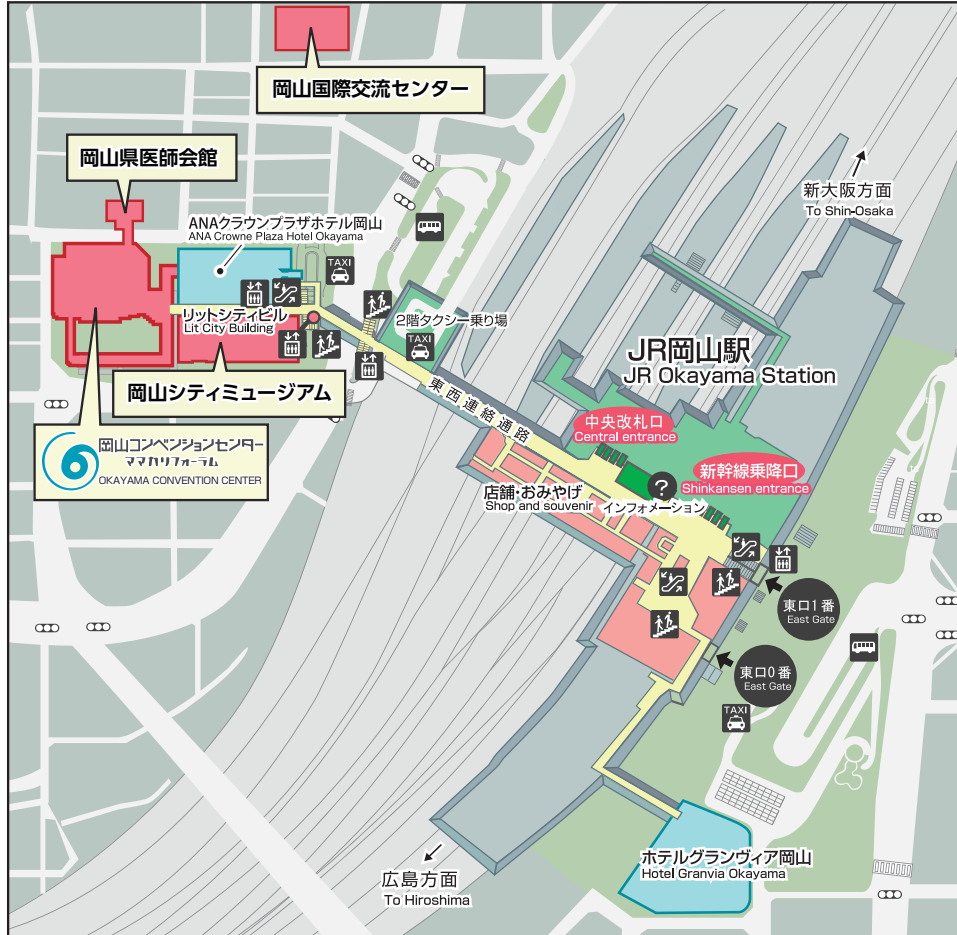 岡山国際交流センター
岡山県医師会館
新大阪方面
To Shin-Osaka
ANAクラウンプラザホテル岡山
ANA Crowne Plaza Hotel Okayama
TAXI
リットシティビル
Lit City Building
2階タクシー乗り場
TAXI
JR岡山駅
JR Okayama Station
岡山シティミュージアム
東西連絡通路
中央改札口
Central entrance
岡山コンベンションセンター
ママカリフォーラム
OKAYAMA CONVENTION CENTER
新幹線乗降口
Shinkansen entrance
?
店舗・おみやげ
Shop and souvenir
インフォメーション
東口1番
East Gate
東口0番
East Gate
TAXI
ホテルグランヴィア岡山
Hotel Granvia Okayama
広島方面
To Hiroshima